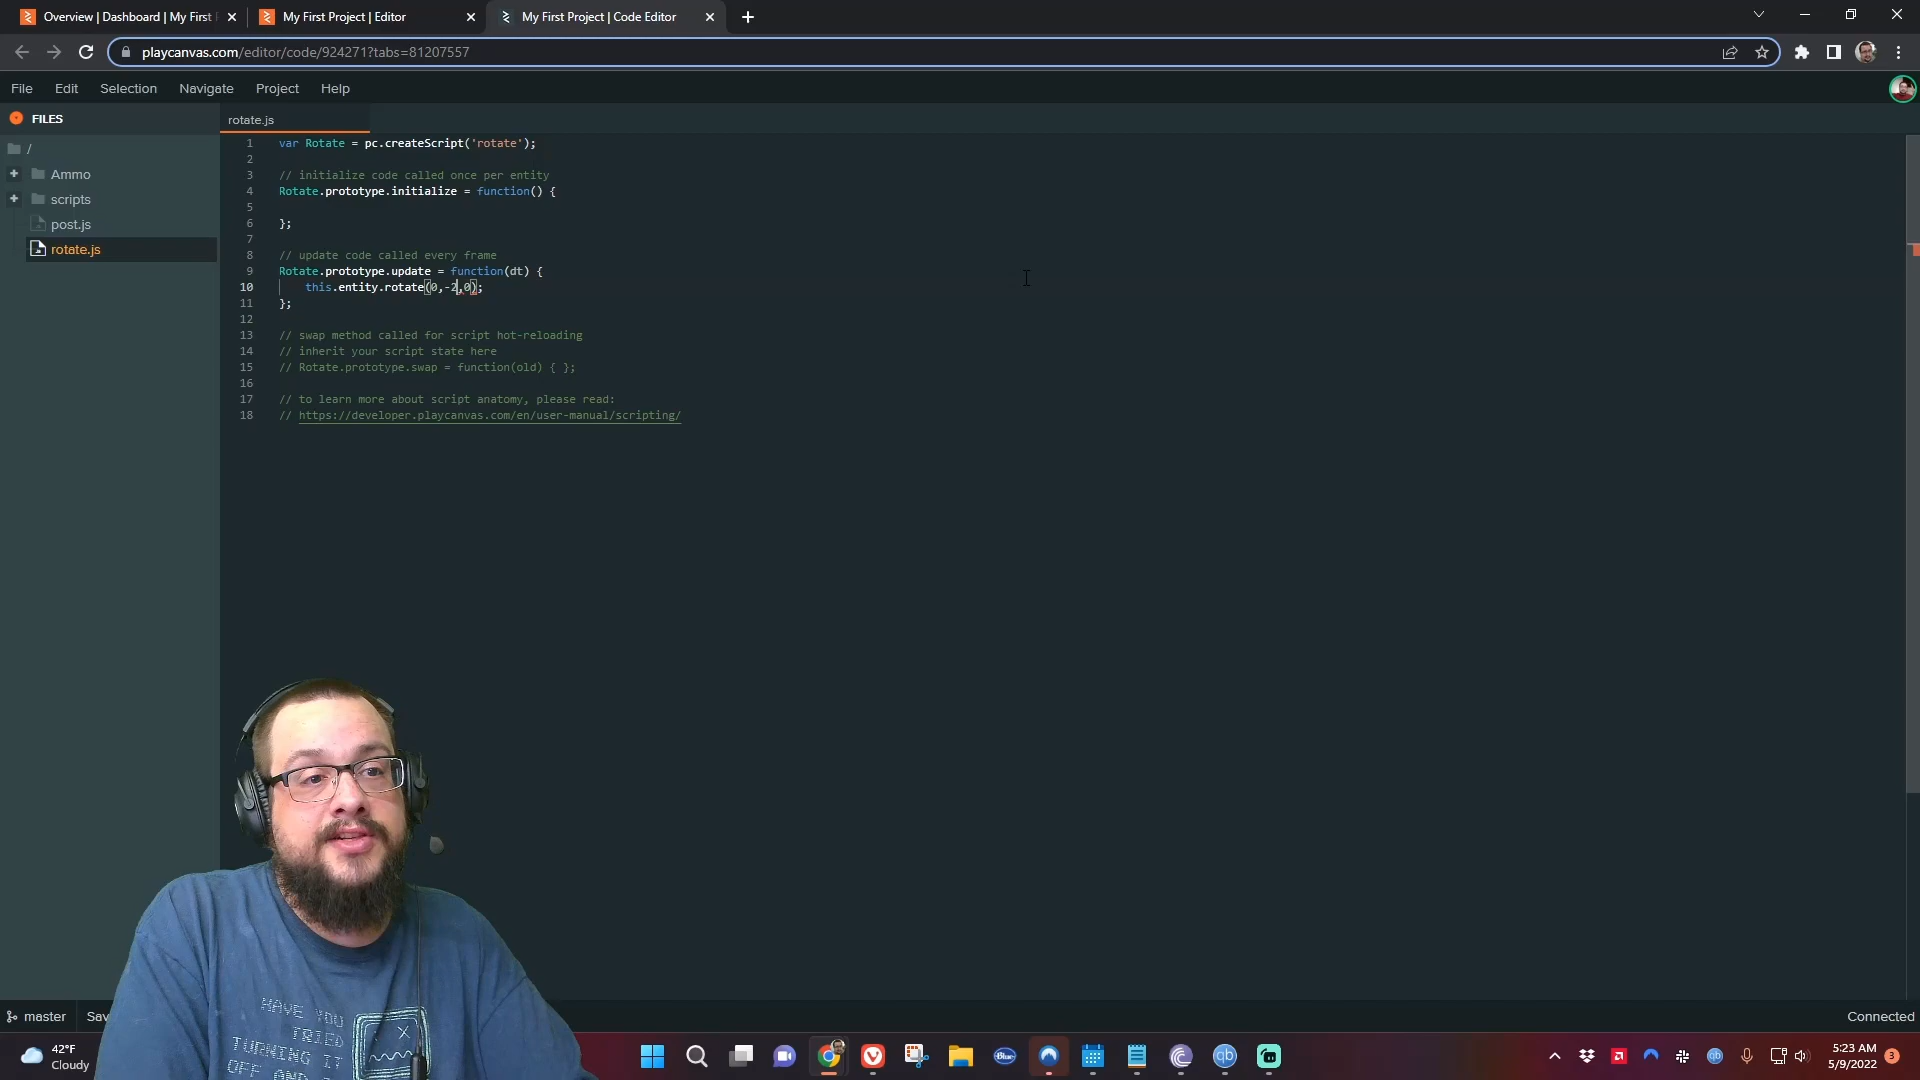 Overview | Dashboard | My First
My First Project | Editor
My First Project | Code Editor
playcanvas.com/editor/code/924271?tabs=81207557
File Edit Selection Navigate Project Help
FILES
rotate.js
/
Ammo
scripts
post.js
rotate.js
1 var Rotate = pc.createScript('rotate');
2
3 // initialize code called once per entity
4 Rotate.prototype.initialize = function() {
5
6 };
7
8 // update code called every frame
9 Rotate.prototype.update = function(dt) {
10 this.entity.rotate(0,-2,0);
11 };
12
13 // swap method called for script hot-reloading
14 // inherit your script state here
15 // Rotate.prototype.swap = function(old) { };
16
17 // to learn more about script anatomy, please read:
18 // https://developer.playcanvas.com/en/user-manual/scripting/
HAVE YOU
TRIED
TURNING IT
OFF AND
master
Sav
Connected
42°F
Cloudy
Blue
qb
qb
5:23 AM
5/9/2022
3